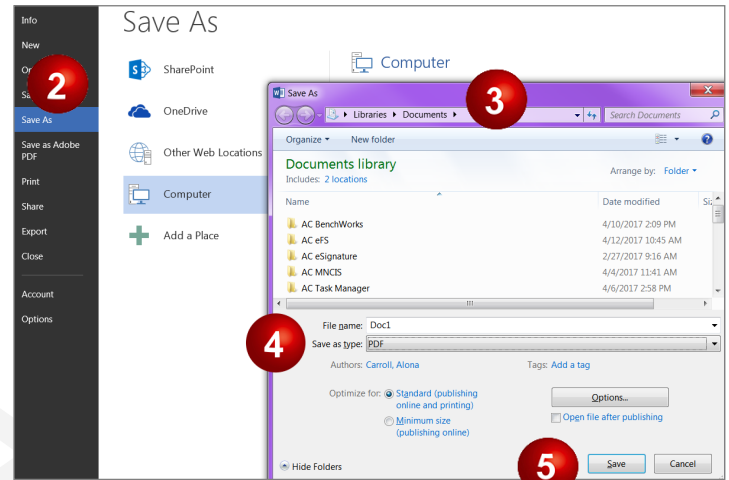 Info
New
Save As
Save as Adobe
PDF
Print
Share
Export
Close
Account
Options
Save As
SharePoint
OneDrive
Other Web Locations
Computer
Add a Place
Computer
2
3
Save As
Libraries Documents
Search Documents
Organize New folder
Documents library
Includes: 2 locations
Arrange by: Folder
Name Date modified
AC BenchWorks 4/10/2017 2:09 PM
AC eFS 4/12/2017 10:45 AM
AC eSignature 2/27/2017 9:16 AM
AC MNCIS 4/4/2017 11:41 AM
AC Task Manager 4/6/2017 2:58 PM
4
File name: Doc1
Save as type: PDF
Authors: Carroll, Alona Tags: Add a tag
Optimize for: Standard (publishing
online and printing)
Minimum size
(publishing online)
Options...
Open file after publishing
5
Hide Folders Save Cancel